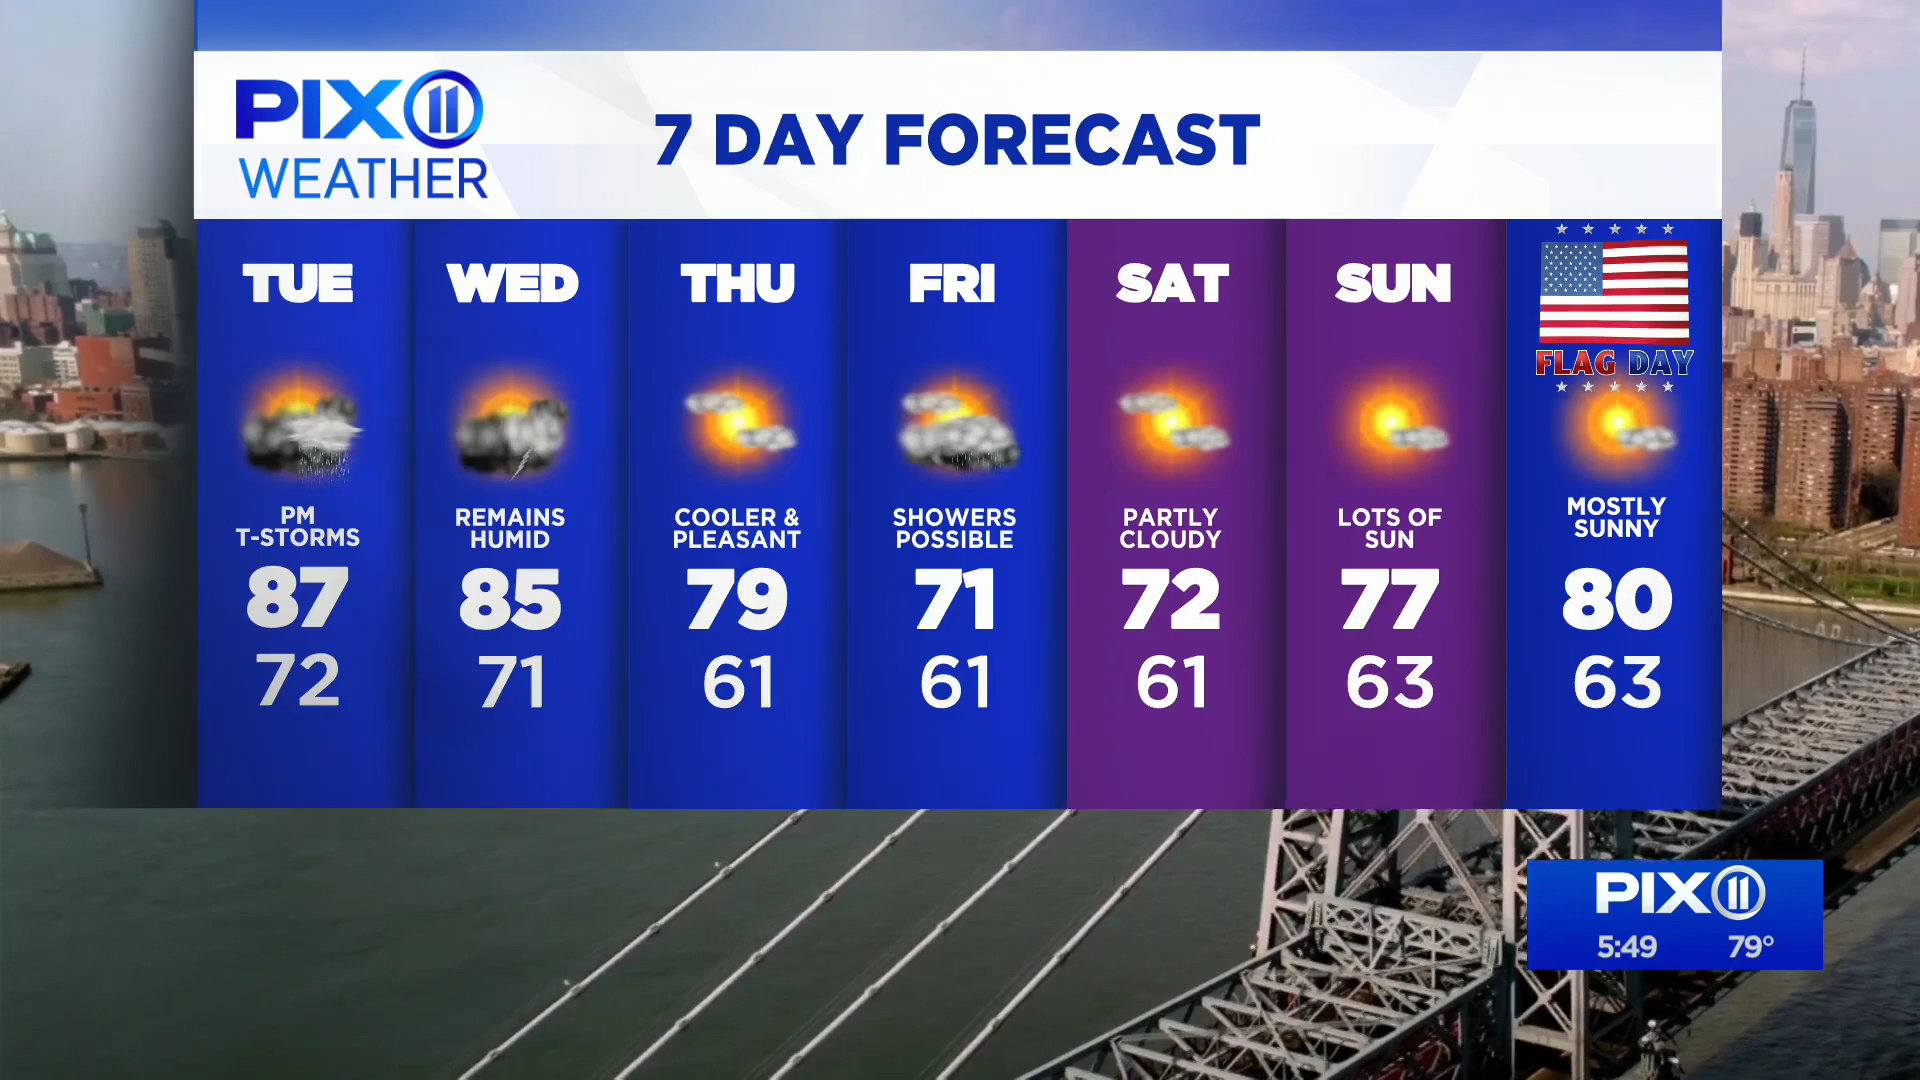 PIX11
WEATHER
7 DAY FORECAST
TUE
PM
T-STORMS
87
72
WED
REMAINS
HUMID
85
71
THU
COOLER &
PLEASANT
79
61
FRI
SHOWERS
POSSIBLE
71
61
SAT
PARTLY
CLOUDY
72
61
SUN
LOTS OF
SUN
77
63
FLAG DAY
MOSTLY
SUNNY
80
63
PIX11
5:49 79°